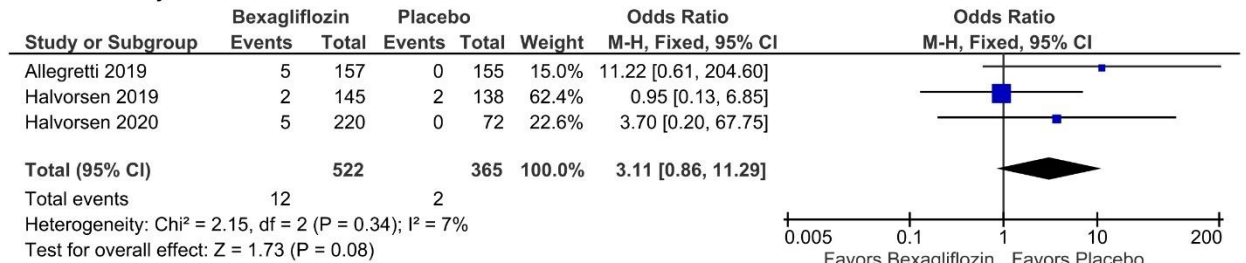 Bexagliflozin Placebo Odds Ratio Odds Ratio
Study or Subgroup Events Total Events Total Weight M-H, Fixed, 95% CI M-H, Fixed, 95% CI
Allegretti 2019 5 157 0 155 15.0% 11.22 [0.61, 204.60]
Halvorsen 2019 2 145 2 138 62.4% 0.95 [0.13, 6.85]
Halvorsen 2020 5 220 0 72 22.6% 3.70 [0.20, 67.75]
Total (95% CI) 522 365 100.0% 3.11 [0.86, 11.29]
Total events 12 2
Heterogeneity: Chi² = 2.15, df = 2 (P = 0.34); I² = 7%
Test for overall effect: Z = 1.73 (P = 0.08)
0.005 0.1 1 10 200
Favors Bexagliflozin Favors Placebo